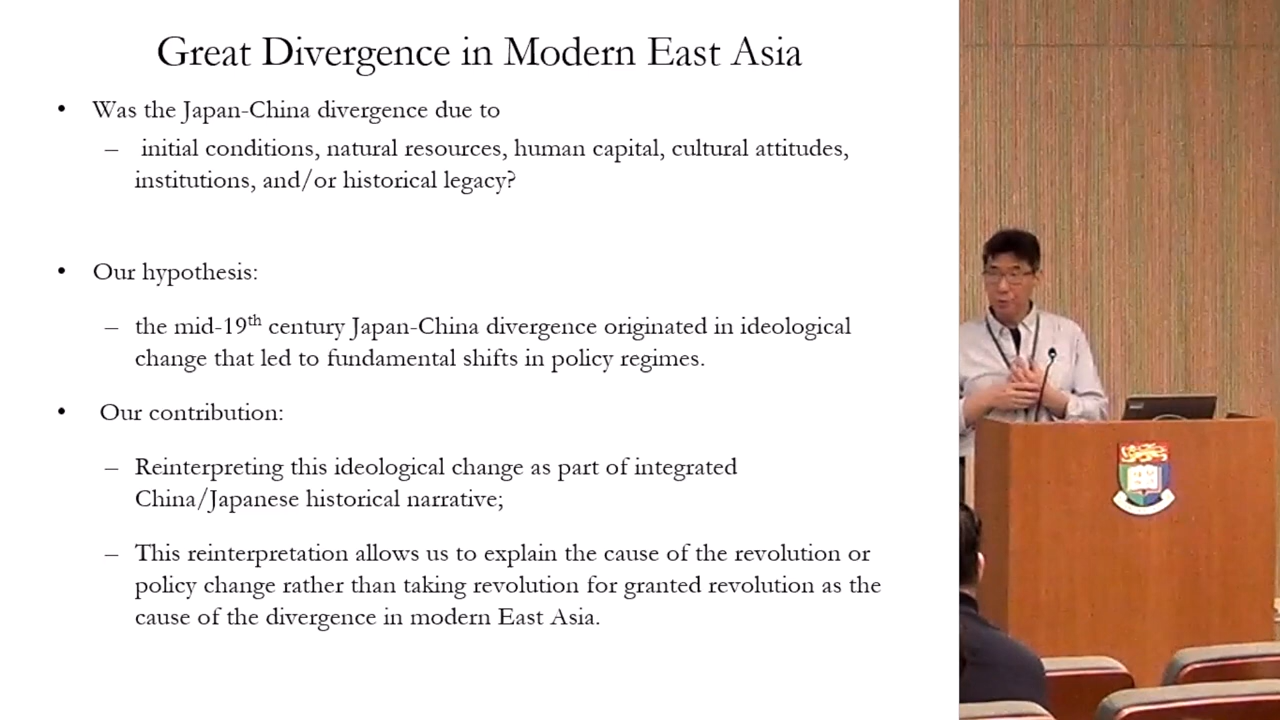 Great Divergence in Modern East Asia
• Was the Japan-China divergence due to
– initial conditions, natural resources, human capital, cultural attitudes,
institutions, and/or historical legacy?
• Our hypothesis:
– the mid-19th century Japan-China divergence originated in ideological
change that led to fundamental shifts in policy regimes.
• Our contribution:
– Reinterpreting this ideological change as part of integrated
China/Japanese historical narrative;
– This reinterpretation allows us to explain the cause of the revolution or
policy change rather than taking revolution for granted revolution as the
cause of the divergence in modern East Asia.